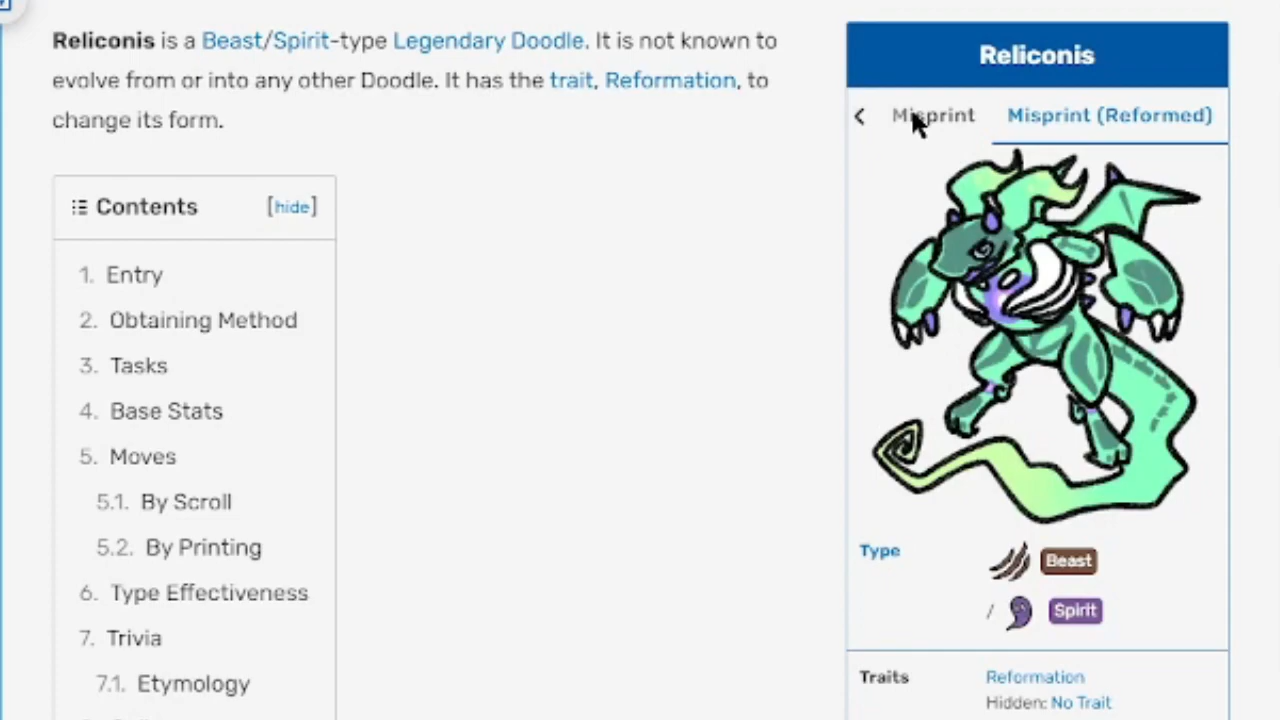 Reliconis is a Beast/Spirit-type Legendary Doodle. It is not known to
evolve from or into any other Doodle. It has the trait, Reformation, to
change its form.
Contents [hide]
1. Entry
2. Obtaining Method
3. Tasks
4. Base Stats
5. Moves
5.1. By Scroll
5.2. By Printing
6. Type Effectiveness
7. Trivia
7.1. Etymology
Reliconis
Misprint Misprint (Reformed)
Type Beast
/ Spirit
Traits Reformation
Hidden: No Trait